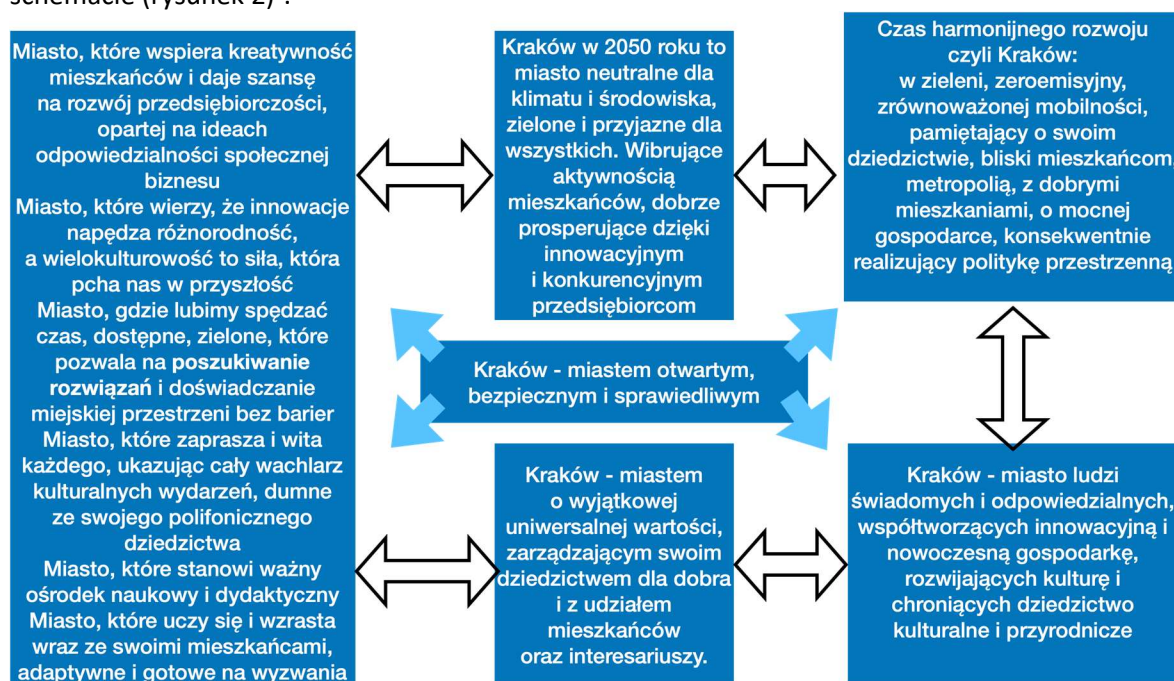 schemacie (rysunek 2) .
Miasto, które wspiera kreatywność
mieszkańców i daje szansę
na rozwój przedsiębiorczości,
opartej na ideach
odpowiedzialności społecznej
biznesu
Miasto, które wierzy, że innowacje
napędza różnorodność,
a wielokulturowość to siła, która
pcha nas w przyszłość
Miasto, gdzie lubimy spędzać
czas, dostępne, zielone, które
pozwala na poszukiwanie
rozwiązań i doświadczanie
miejskiej przestrzeni bez barier
Miasto, które zaprasza i wita
każdego, ukazując cały wachlarz
kulturalnych wydarzeń, dumne
ze swojego polifonicznego
dziedzictwa
Miasto, które stanowi ważny
ośrodek naukowy i dydaktyczny
Miasto, które uczy się i wzrasta
wraz ze swoimi mieszkańcami,
adaptywne i gotowe na wyzwania
Kraków w 2050 roku to
miasto neutralne dla
klimatu i środowiska,
zielone i przyjazne dla
wszystkich. Wibrujące
aktywnością
mieszkańców, dobrze
prosperujące dzięki
innowacyjnym
i konkurencyjnym
przedsiębiorcom
Czas harmonijnego rozwoju
czyli Kraków:
w zieleni, zeroemisyjny,
zrównoważonej mobilności,
pamiętający o swoim
dziedzictwie, bliski mieszkańcom,
metropolią, z dobrymi
mieszkaniami, o mocnej
gospodarce, konsekwentnie
realizujący politykę przestrzenną
Kraków - miastem otwartym,
bezpiecznym i sprawiedliwym
Kraków - miastem
o wyjątkowej
uniwersalnej wartości,
zarządzającym swoim
dziedzictwem dla dobra
i z udziałem
mieszkańców
oraz interesariuszy.
Kraków - miasto ludzi
świadomych i odpowiedzialnych,
współtworzących innowacyjną i
nowoczesną gospodarkę,
rozwijających kulturę i
chroniących dziedzictwo
kulturalne i przyrodnicze